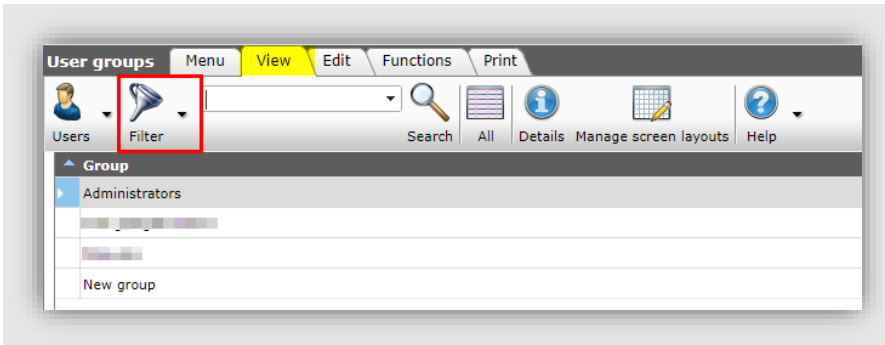 User groups Menu View Edit Functions Print
Users Filter Search All Details Manage screen layouts Help
Group
Administrators
New group